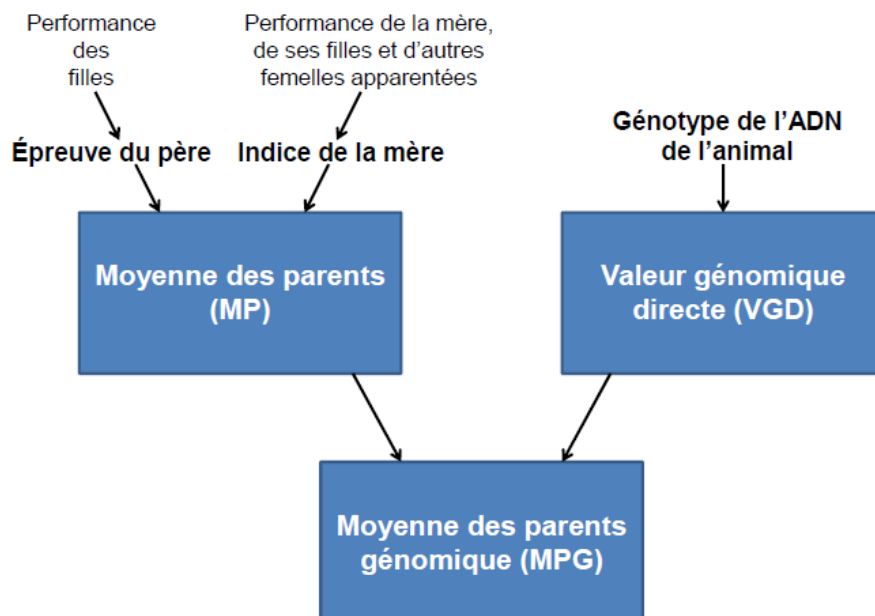 Performance
des
filles
Performance de la mère,
de ses filles et d'autres
femelles apparentées
Épreuve du père
Indice de la mère
Génotype de l'ADN
de l'animal
Moyenne des parents
(MP)
Valeur génomique
directe (VGD)
Moyenne des parents
génomique (MPG)